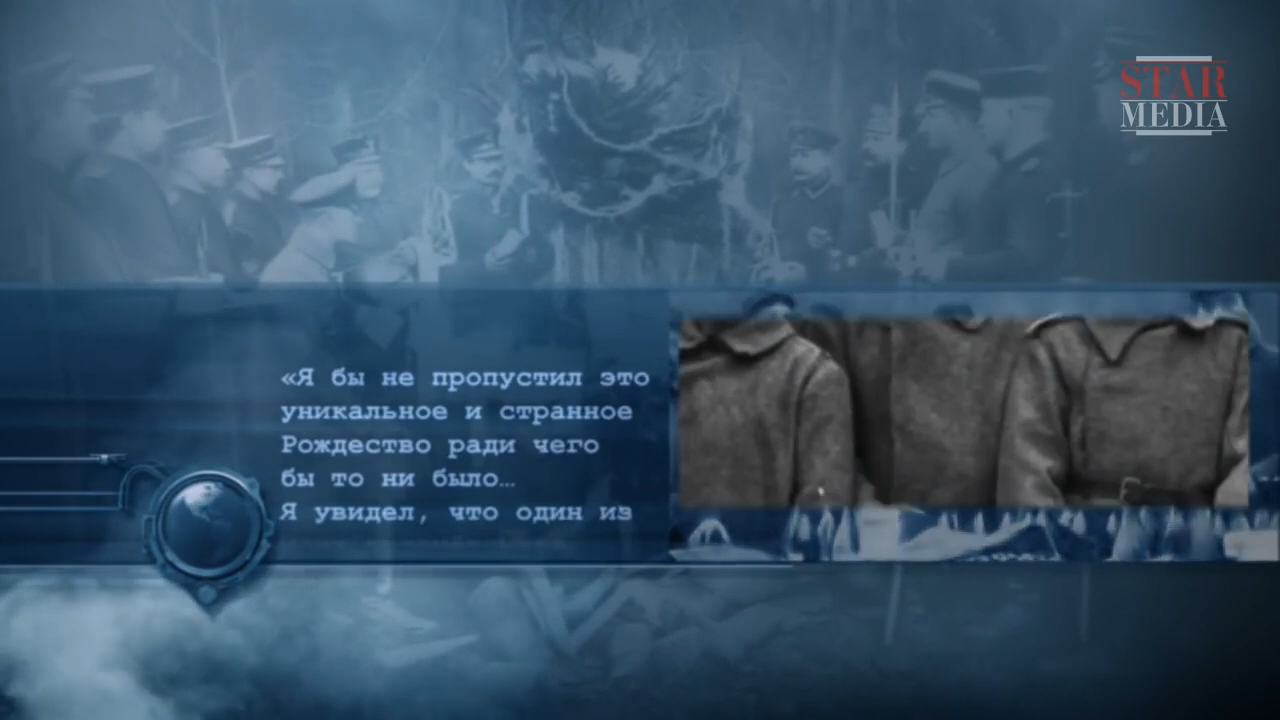 STAR
MEDIA
«Я бы не пропустил это
уникальное и странное
Рождество ради чего
бы то ни было…
Я увидел, что один из